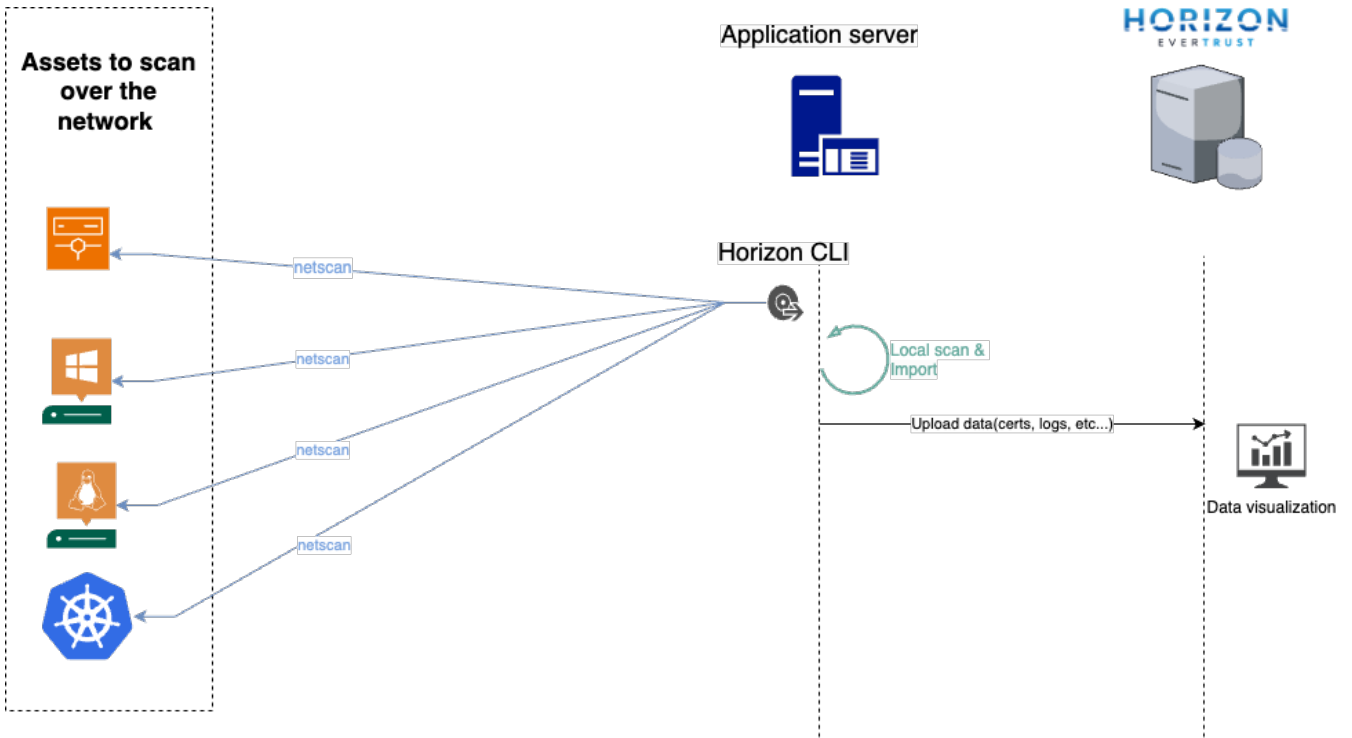 Assets to scan
over the
network
Application server
HORIZON
EVERTRUST
Horizon CLI
netscan
netscan
netscan
netscan
Local scan &
Import
Upload data(certs, logs, etc...)
Data visualization